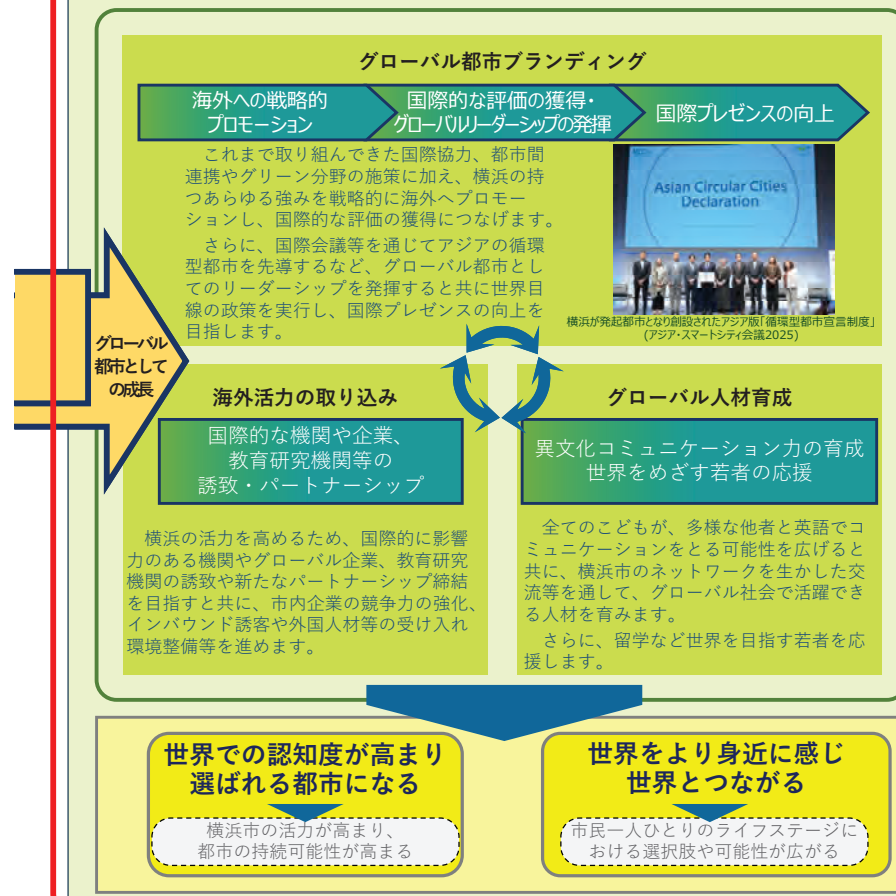 グローバル都市ブランディング
海外への戦略的
プロモーション
国際的な評価の獲得・
グローバルリーダーシップの発揮
国際プレゼンスの向上
これまで取り組んできた国際協力、都市間
連携やグリーン分野の施策に加え、横浜の持
つあらゆる強みを戦略的に海外へプロモー
ションし、国際的な評価の獲得につなげます。
さらに、国際会議等を通じてアジアの循環
型都市を先導するなど、グローバル都市とし
てのリーダーシップを発揮すると共に世界目
線の政策を実行し、国際プレゼンスの向上を
目指します。
Asian Circular Cities
Declaration
横浜が発起都市となり創設されたアジア版「循環型都市宣言制度」
(アジア・スマートシティ会議2025)
グローバル
都市として
の成長
海外活力の取り込み
国際的な機関や企業、
教育研究機関等の
誘致・パートナーシップ
横浜の活力を高めるため、国際的に影響
力のある機関やグローバル企業、教育研究
機関の誘致や新たなパートナーシップ締結
を目指すと共に、市内企業の競争力の強化、
インバウンド誘客や外国人材等の受け入れ
環境整備等を進めます。
グローバル人材育成
異文化コミュニケーション力の育成
世界をめざす若者の応援
全てのこどもが、多様な他者と英語でコ
ミュニケーションをとる可能性を広げると
共に、横浜市のネットワークを生かした交
流等を通して、グローバル社会で活躍でき
る人材を育みます。
さらに、留学など世界を目指す若者を応
援します。
世界での認知度が高まり
選ばれる都市になる
横浜市の活力が高まり、
都市の持続可能性が高まる
世界をより身近に感じ
世界とつながる
市民一人ひとりのライフステージに
おける選択肢や可能性が広がる